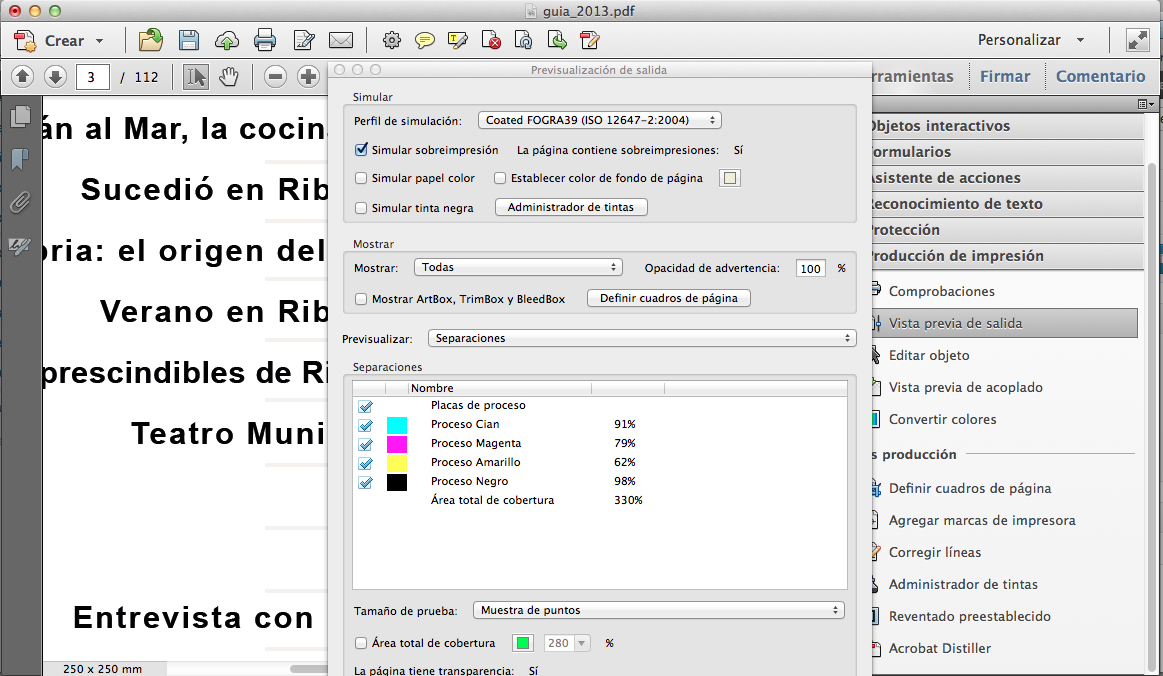 guia_2013.pdf
Crear
Personalizar
3 / 112
Firmar
Comentario
Previsualización de salida
Simular
Perfil de simulación: Coated FOGRA39 (ISO 12647-2:2004)
Simular sobreimpresión La página contiene sobreimpresiones: Sí
Simular papel color Establecer color de fondo de página
Simular tinta negra Administrador de tintas
Mostrar
Mostrar: Todas Opacidad de advertencia: 100 %
Mostrar ArtBox, TrimBox y BleedBox Definir cuadros de página
Previsualizar: Separaciones
Separaciones
Nombre
Placas de proceso
Proceso Cian 91%
Proceso Magenta 79%
Proceso Amarillo 62%
Proceso Negro 98%
Área total de cobertura 330%
Tamaño de prueba: Muestra de puntos
Área total de cobertura 280 %
La página tiene transparencia: Sí
án al Mar, la cocin
Sucedió en Rib
oria: el origen del
Verano en Rib
prescindibles de Ri
Teatro Muni
Entrevista con
250 x 250 mm
rramientas
Objetos interactivos
Formularios
Asistente de acciones
Reconocimiento de texto
Protección
Producción de impresión
Comprobaciones
Vista previa de salida
Editar objeto
Vista previa de acoplado
Convertir colores
s producción
Definir cuadros de página
Agregar marcas de impresora
Corregir líneas
Administrador de tintas
Reventado preestablecido
Acrobat Distiller